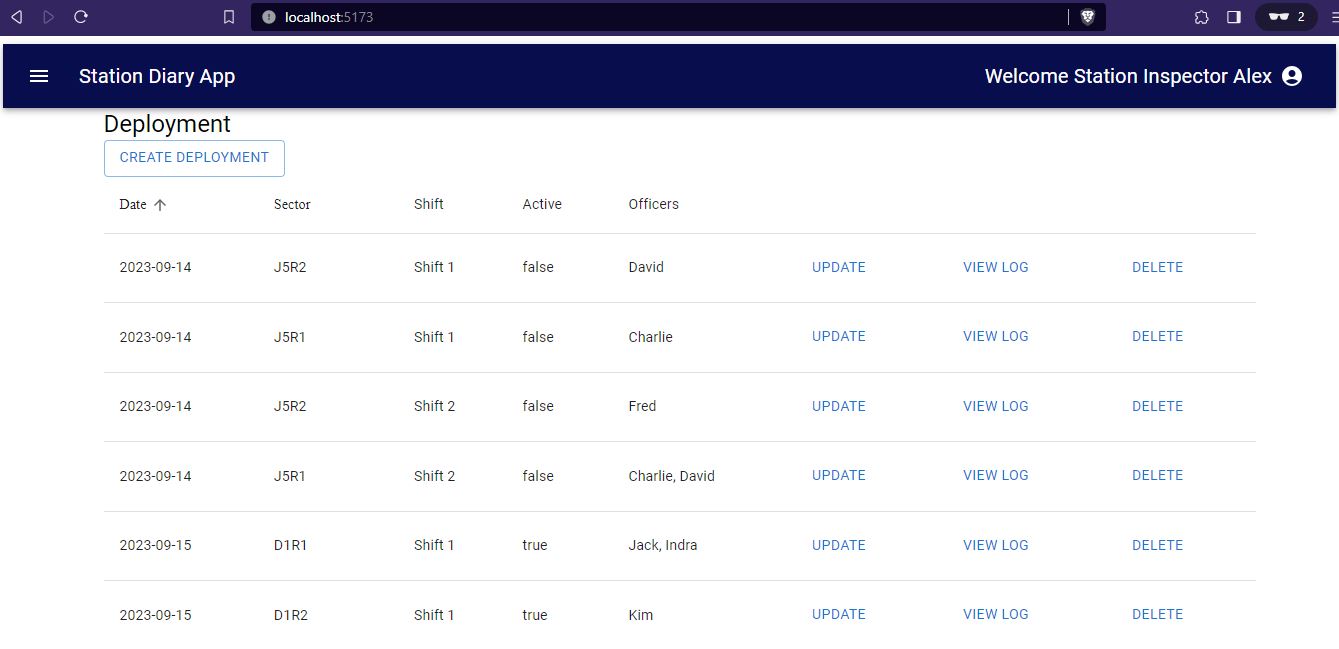 localhost:5173
2
Station Diary App Welcome Station Inspector Alex
Deployment
CREATE DEPLOYMENT
Date Sector Shift Active Officers
2023-09-14 J5R2 Shift 1 false David UPDATE VIEW LOG DELETE
2023-09-14 J5R1 Shift 1 false Charlie UPDATE VIEW LOG DELETE
2023-09-14 J5R2 Shift 2 false Fred UPDATE VIEW LOG DELETE
2023-09-14 J5R1 Shift 2 false Charlie, David UPDATE VIEW LOG DELETE
2023-09-15 D1R1 Shift 1 true Jack, Indra UPDATE VIEW LOG DELETE
2023-09-15 D1R2 Shift 1 true Kim UPDATE VIEW LOG DELETE